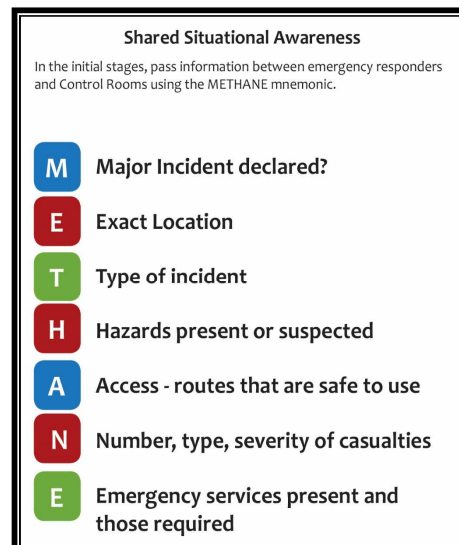 Shared Situational Awareness
In the initial stages, pass information between emergency responders
and Control Rooms using the METHANE mnemonic.
M Major Incident declared?
E Exact Location
T Type of incident
H Hazards present or suspected
A Access - routes that are safe to use
N Number, type, severity of casualties
E Emergency services present and
those required